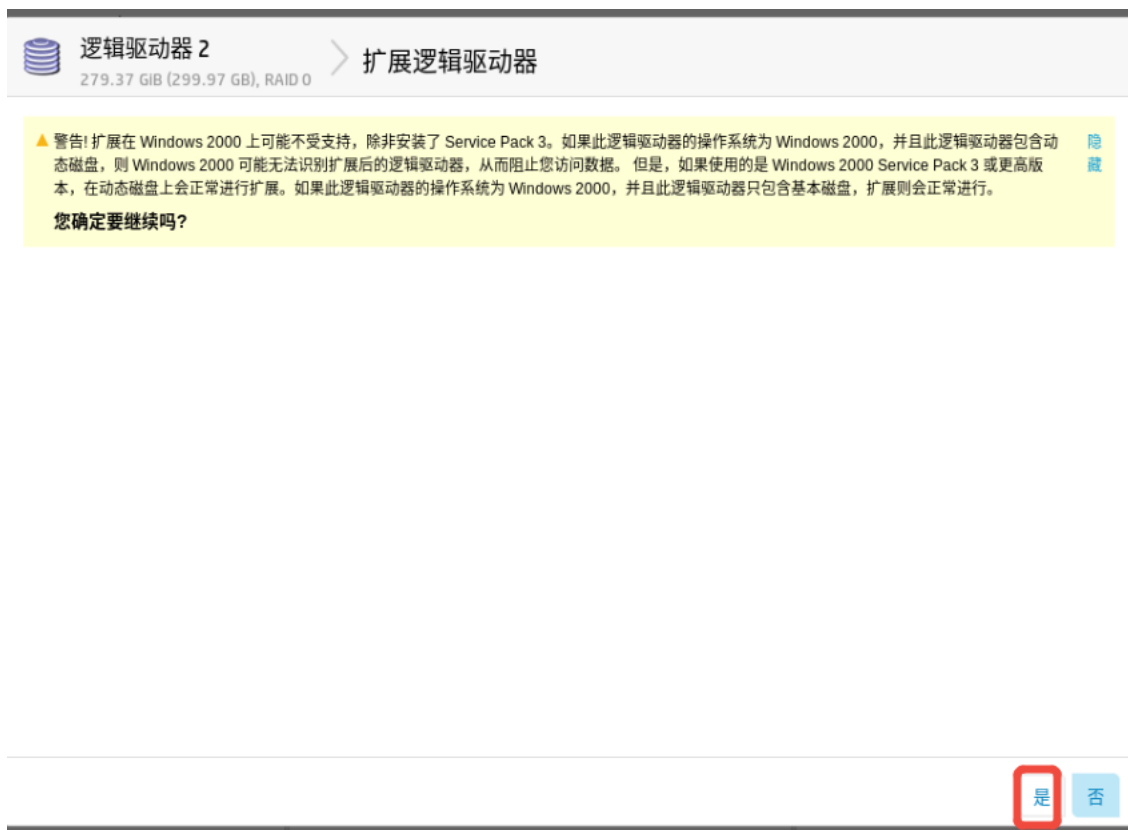 逻辑驱动器 2
279.37 GiB (299.97 GB), RAID 0
扩展逻辑驱动器
警告! 扩展在 Windows 2000 上可能不受支持，除非安装了 Service Pack 3。如果此逻辑驱动器的操作系统为 Windows 2000，并且此逻辑驱动器包含动
态磁盘，则 Windows 2000 可能无法识别扩展后的逻辑驱动器，从而阻止您访问数据。 但是，如果使用的是 Windows 2000 Service Pack 3 或更高版
本，在动态磁盘上会正常进行扩展。如果此逻辑驱动器的操作系统为 Windows 2000，并且此逻辑驱动器只包含基本磁盘，扩展则会正常进行。
您确定要继续吗?
隐
藏
是
否